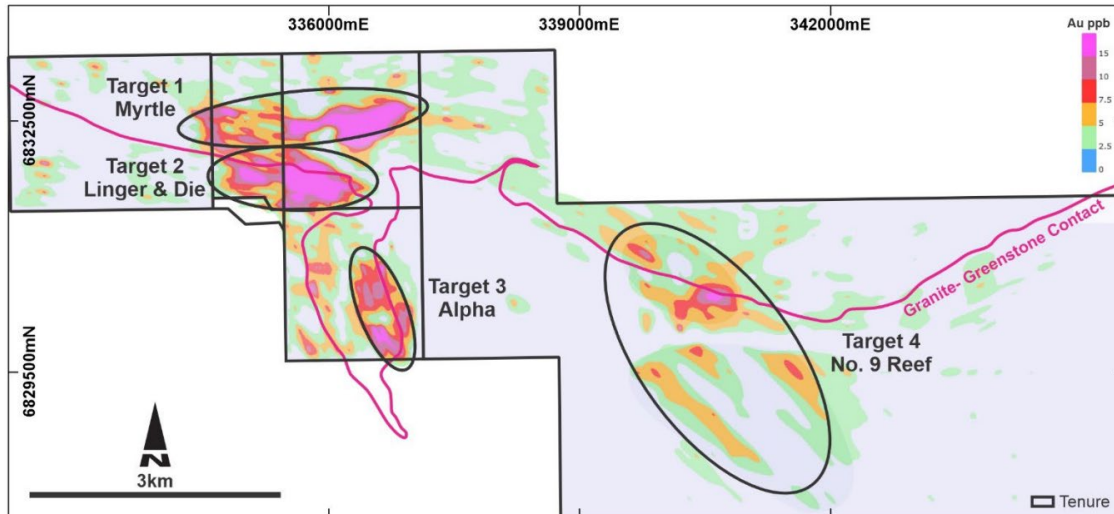 336000mE
339000mE
342000mE
Au ppb
15
10
7.5
5
2.5
0
6832500mN
6829500mN
Target 1
Myrtle
Target 2
Linger & Die
Target 3
Alpha
Target 4
No. 9 Reef
Granite- Greenstone Contact
N
3km
Tenure